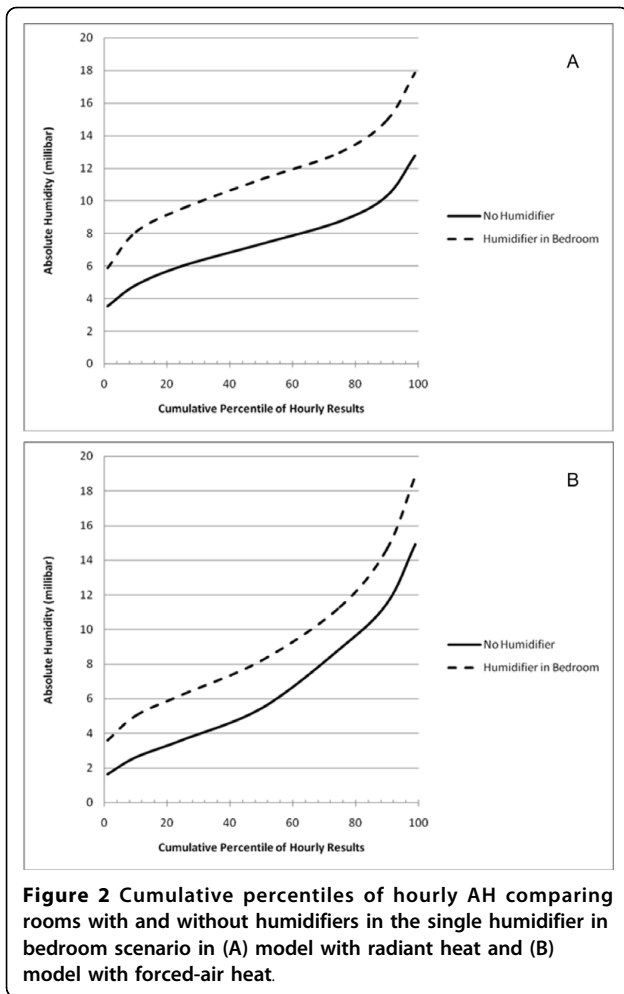 20
18
16
14
12
10
8
6
4
2
0
Absolute Humidity (millibar)
0 20 40 60 80 100
Cumulative Percentile of Hourly Results
A
No Humidifier
Humidifier in Bedroom
20
18
16
14
12
10
8
6
4
2
0
Absolute Humidity (millibar)
0 20 40 60 80 100
Cumulative Percentile of Hourly Results
B
No Humidifier
Humidifier in Bedroom
Figure 2 Cumulative percentiles of hourly AH comparing
rooms with and without humidifiers in the single humidifier in
bedroom scenario in (A) model with radiant heat and (B)
model with forced-air heat.